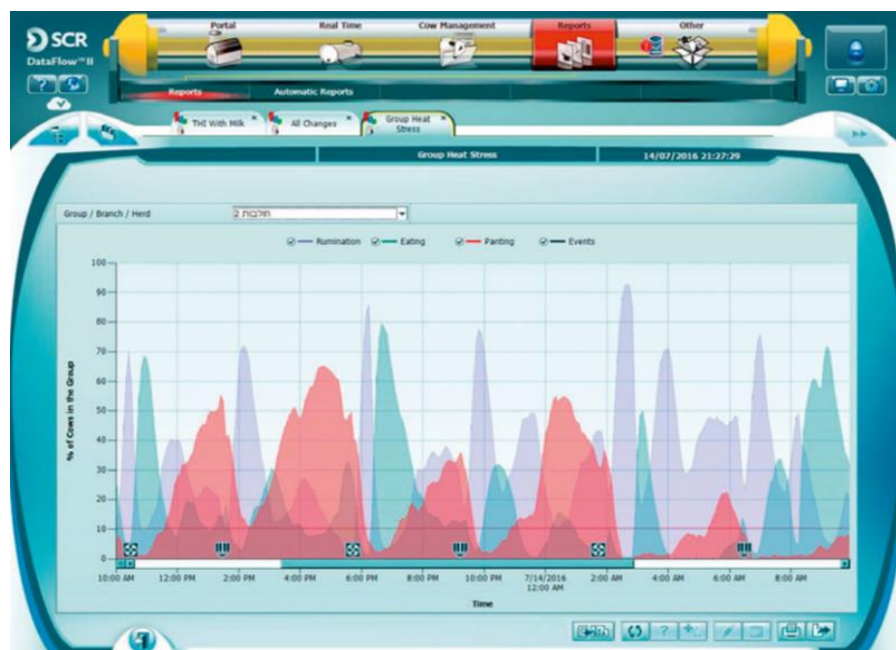 Portal Real Time Cow Management Reports Other
SCR
DataFlow™II
Reports Automatic Reports
THI With Milk All Changes Group Heat
Stress
Group Heat Stress 14/07/2016 21:27:29
Group / Branch / Herd 2 חולבות
Rumination Eating Panting Events
100
90
80
70
60
50
40
30
20
10
0
% of Cows in the Group
10:00 AM 12:00 PM 2:00 PM 4:00 PM 6:00 PM 8:00 PM 10:00 PM 7/14/2016 2:00 AM 4:00 AM 6:00 AM 8:00 AM
12:00 AM
Time